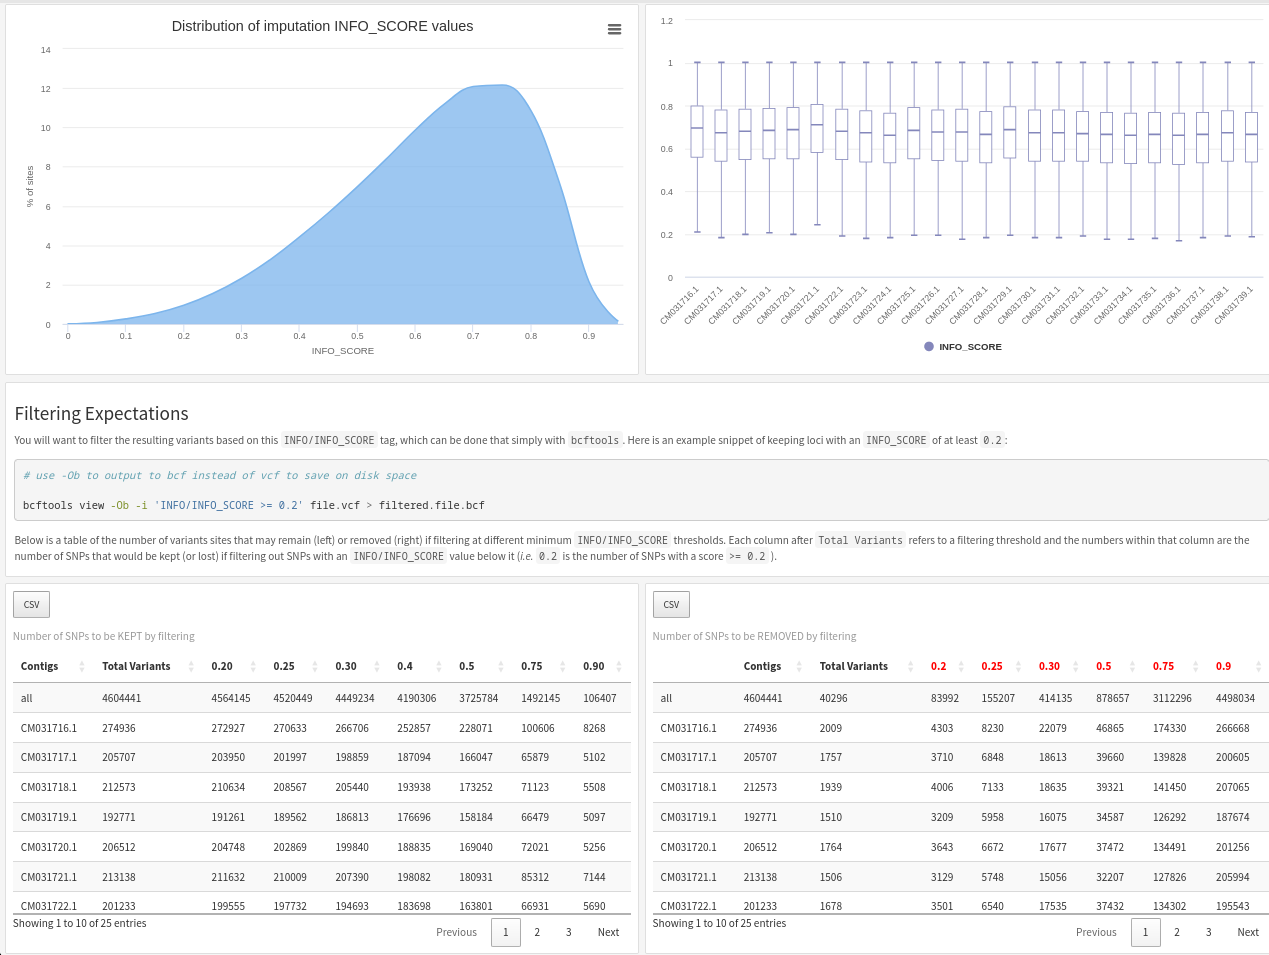 Distribution of imputation INFO_SCORE values
14
12
10
8
6
4
2
0
% of sites
0 0.1 0.2 0.3 0.4 0.5 0.6 0.7 0.8 0.9
INFO_SCORE
1.2
1
0.8
0.6
0.4
0.2
0
CM031716.1 CM031717.1 CM031718.1 CM031719.1 CM031720.1 CM031721.1 CM031722.1 CM031723.1 CM031724.1 CM031725.1 CM031726.1 CM031727.1 CM031728.1 CM031729.1 CM031730.1 CM031731.1 CM031732.1 CM031733.1 CM031734.1 CM031735.1 CM031736.1 CM031737.1 CM031738.1 CM031739.1
INFO_SCORE
Filtering Expectations
You will want to filter the resulting variants based on this INFO/INFO_SCORE tag, which can be done that simply with bcftools. Here is an example snippet of keeping loci with an INFO_SCORE of at least 0.2:
# use -Ob to output to bcf instead of vcf to save on disk space
bcftools view -Ob -i 'INFO/INFO_SCORE >= 0.2' file.vcf > filtered.file.bcf
Below is a table of the number of variants sites that may remain (left) or removed (right) if filtering at different minimum INFO/INFO_SCORE thresholds. Each column after Total Variants refers to a filtering threshold and the numbers within that column are the
number of SNPs that would be kept (or lost) if filtering out SNPs with an INFO/INFO_SCORE value below it (i.e. 0.2 is the number of SNPs with a score >= 0.2 ).
CSV
Number of SNPs to be KEPT by filtering
Contigs Total Variants 0.20 0.25 0.30 0.4 0.5 0.75 0.90
all 4604441 4564145 4520449 4449234 4190306 3725784 1492145 106407
CM031716.1 274936 272927 270633 266706 252857 228071 100606 8268
CM031717.1 205707 203950 201997 198859 187094 166047 65879 5102
CM031718.1 212573 210634 208567 205440 193938 173252 71123 5508
CM031719.1 192771 191261 189562 186813 176696 158184 66479 5097
CM031720.1 206512 204748 202869 199840 188835 169040 72021 5256
CM031721.1 213138 211632 210009 207390 198082 180931 85312 7144
CM031722.1 201233 199555 197732 194693 183698 163801 66931 5690
Showing 1 to 10 of 25 entries
Previous 1 2 3 Next
CSV
Number of SNPs to be REMOVED by filtering
Contigs Total Variants 0.2 0.25 0.30 0.5 0.75 0.9
all 4604441 40296 83992 155207 414135 878657 3112296 4498034
CM031716.1 274936 2009 4303 8230 22079 46865 174330 266668
CM031717.1 205707 1757 3710 6848 18613 39660 139828 200605
CM031718.1 212573 1939 4006 7133 18635 39321 141450 207065
CM031719.1 192771 1510 3209 5958 16075 34587 126292 187674
CM031720.1 206512 1764 3643 6672 17677 37472 134491 201256
CM031721.1 213138 1506 3129 5748 15056 32207 127826 205994
CM031722.1 201233 1678 3501 6540 17535 37432 134302 195543
Showing 1 to 10 of 25 entries
Previous 1 2 3 Next